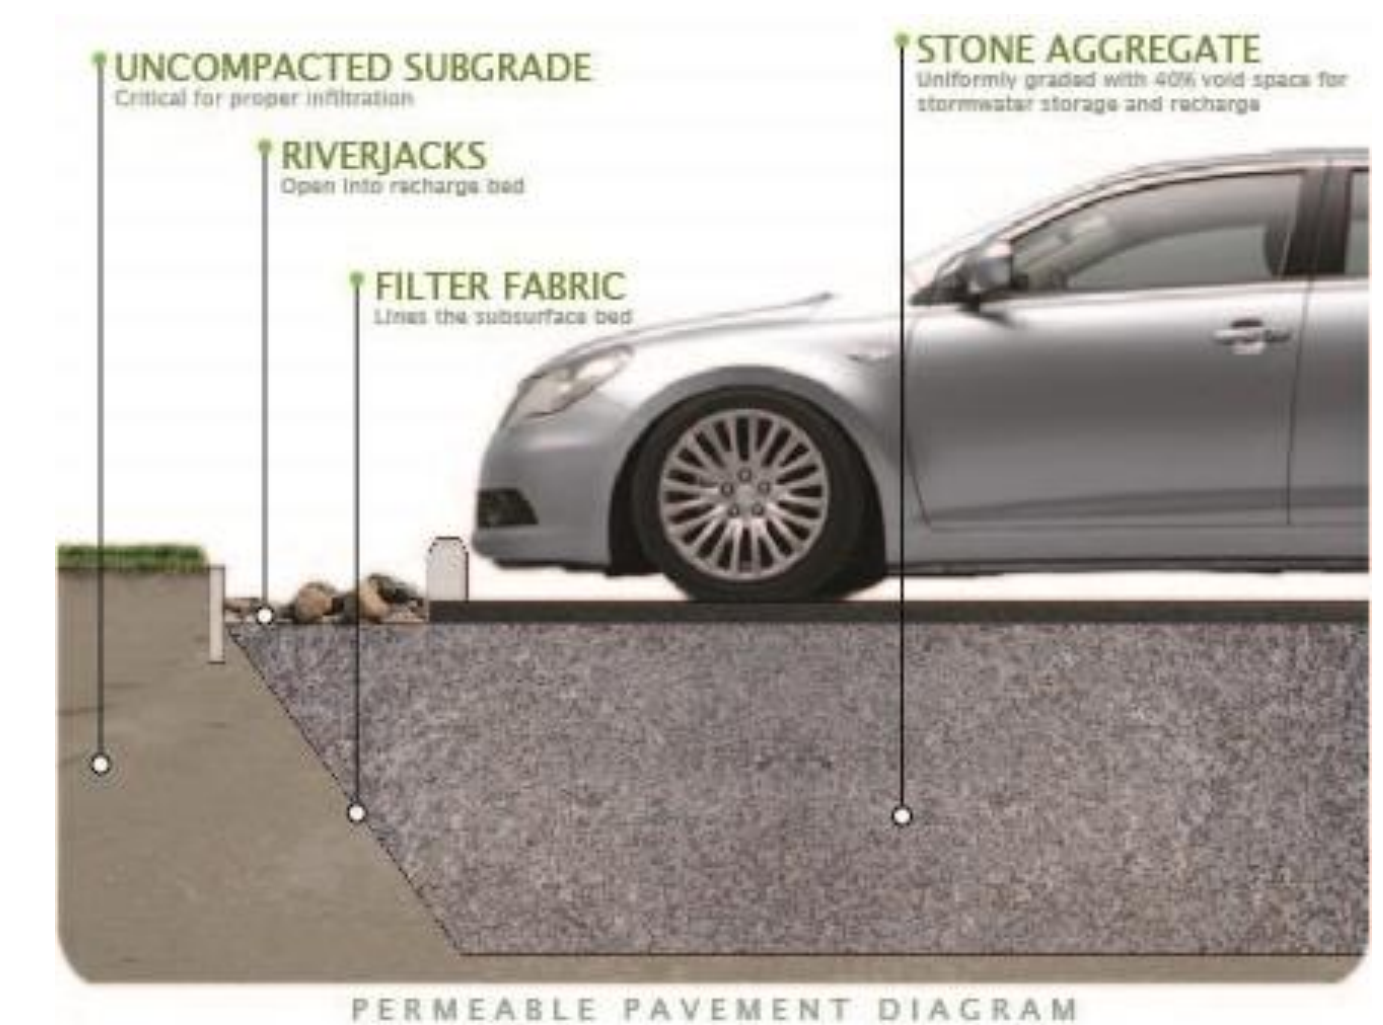 UNCOMPACTED SUBGRADE
Critical for proper infiltration
STONE AGGREGATE
Uniformly graded with 40% void space for
stormwater storage and recharge
RIVERJACKS
Open into recharge bed
FILTER FABRIC
Lines the subsurface bed
PERMEABLE PAVEMENT DIAGRAM